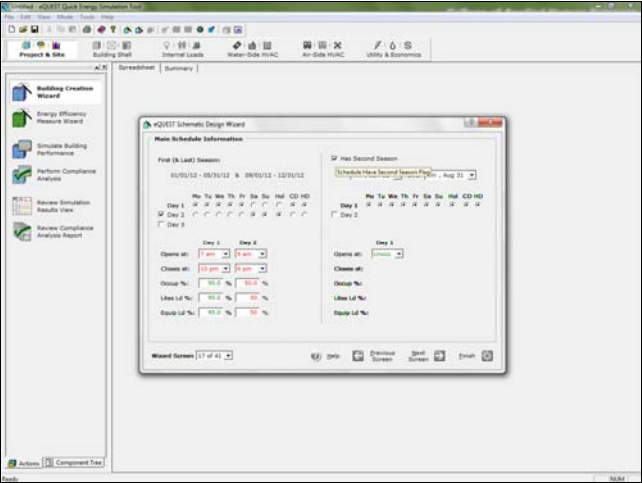 Untitled - eQUEST Quick Energy Simulation Tool
File Edit View Mode Tools Help
Project & Site Building Shell Internal Loads Water-Side HVAC Air-Side HVAC Utility & Economics
Spreadsheet Summary
Building Creation
Wizard
Energy Efficiency
Measure Wizard
Simulate Building
Performance
Perform Compliance
Analysis
Review Simulation
Results View
Review Compliance
Analysis Report
eQUEST Schematic Design Wizard
Main Schedule Information
First (& Last) Season:
01/01/12 - 05/31/12 & 09/01/12 - 12/31/12
Mo Tu We Th Fr Sa Su Hol CD HD
Day 1
Day 2
Day 3
Day 1 Day 2
Opens at: 7 am 9 am
Closes at: 10 pm 6 pm
Occup %: % 50.0 %
Lites Ld %: % 50 %
Equip Ld %: % 50 %
Has Second Season
Schedule Have Second Season Flag
, Aug 31
Mo Tu We Th Fr Sa Su Hol CD HD
Day 1
Day 2
Day 1
Opens at: unocc
Closes at:
Occup %:
Lites Ld %:
Equip Ld %:
Wizard Screen 17 of 41
Help Previous
Screen Next
Screen Finish
Actions Component Tree
Ready NUM